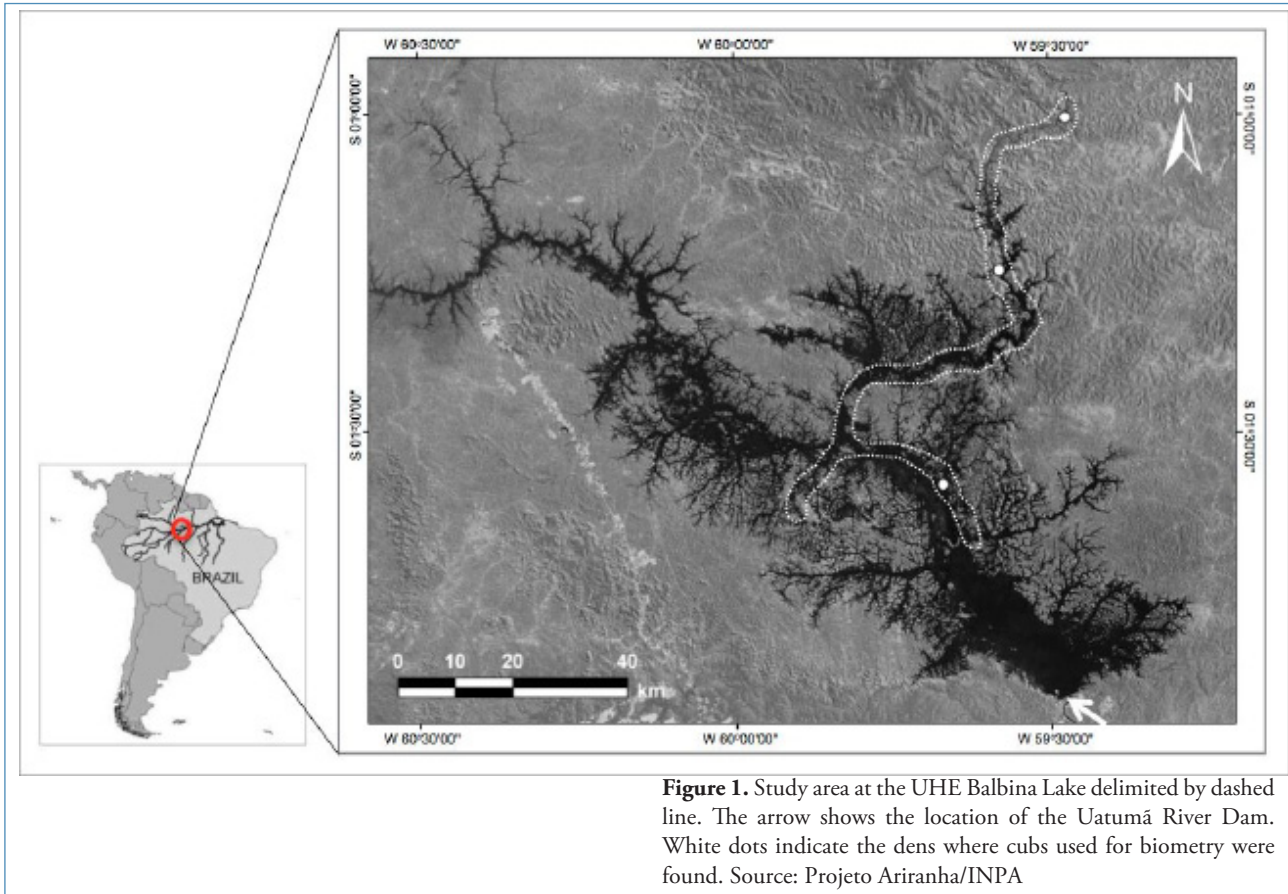 W 60°30'00" W 60°00'00" W 59°30'00"
S 01°00'00" S 01°00'00"
N
S 01°30'00" S 01°30'00"
BRAZIL
0 10 20 40
km
W 60°30'00" W 60°00'00" W 59°30'00"
Figure 1. Study area at the UHE Balbina Lake delimited by dashed
line. The arrow shows the location of the Uatumã River Dam.
White dots indicate the dens where cubs used for biometry were
found. Source: Projeto Ariranha/INPA